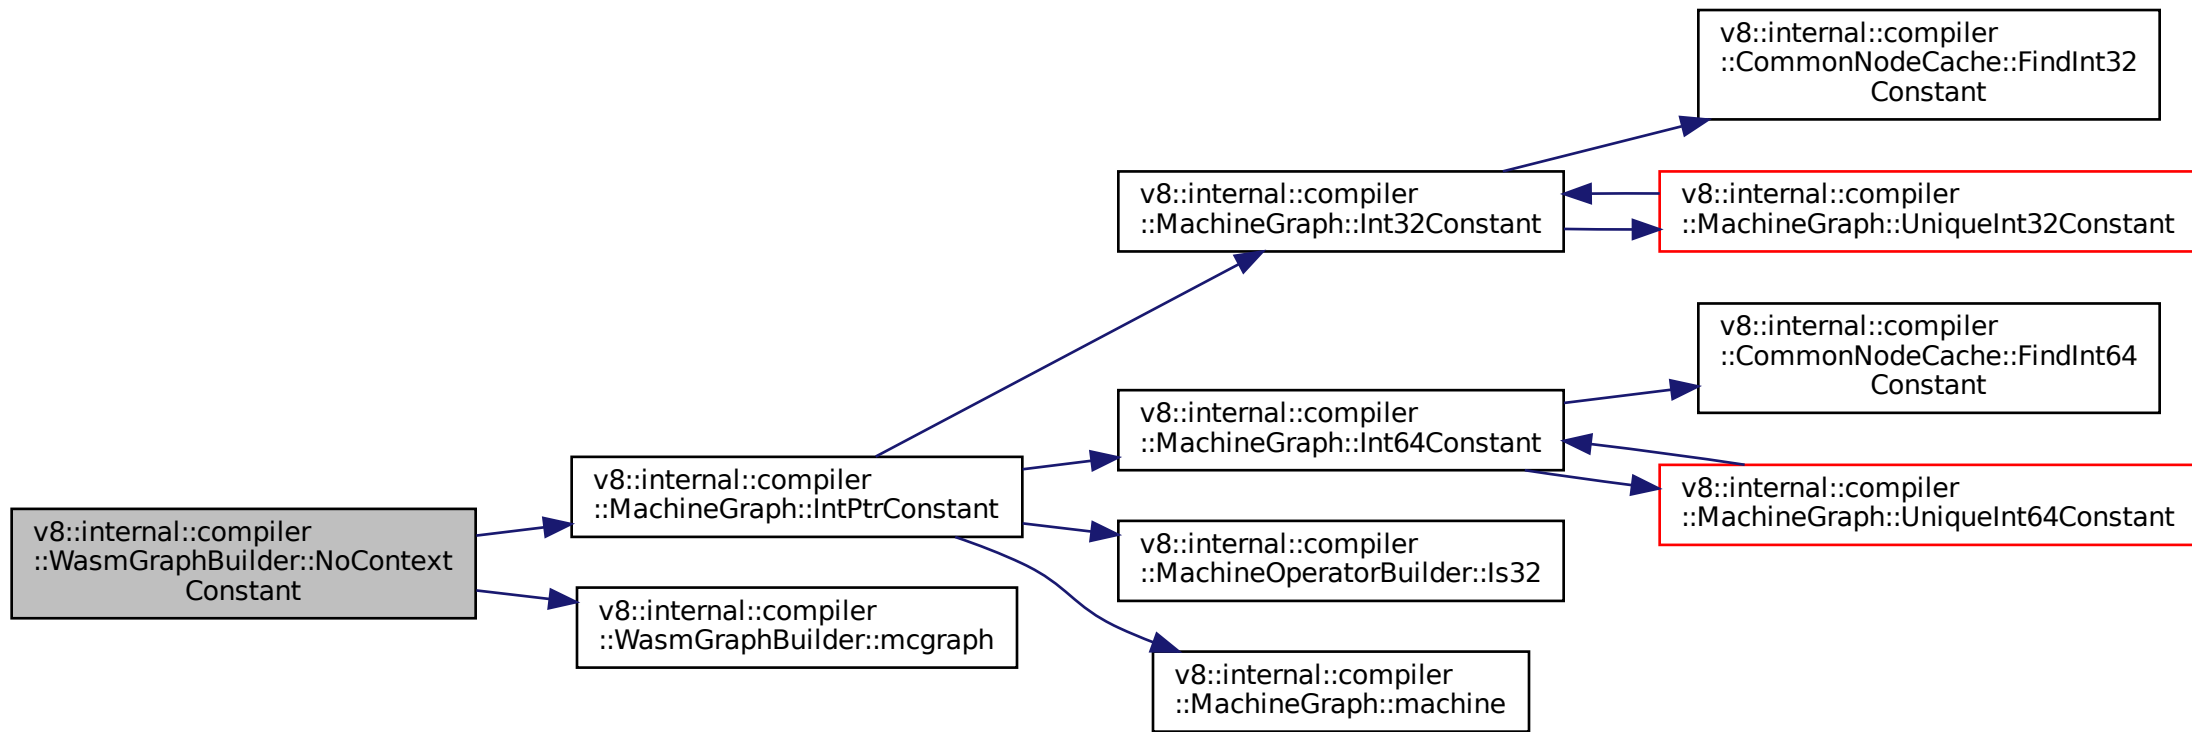 v8::internal::compiler
::WasmGraphBuilder::NoContext
Constant
v8::internal::compiler
::MachineGraph::IntPtrConstant
v8::internal::compiler
::WasmGraphBuilder::mcgraph
v8::internal::compiler
::MachineGraph::Int32Constant
v8::internal::compiler
::MachineGraph::Int64Constant
v8::internal::compiler
::MachineOperatorBuilder::Is32
v8::internal::compiler
::MachineGraph::machine
v8::internal::compiler
::CommonNodeCache::FindInt32
Constant
v8::internal::compiler
::MachineGraph::UniqueInt32Constant
v8::internal::compiler
::CommonNodeCache::FindInt64
Constant
v8::internal::compiler
::MachineGraph::UniqueInt64Constant